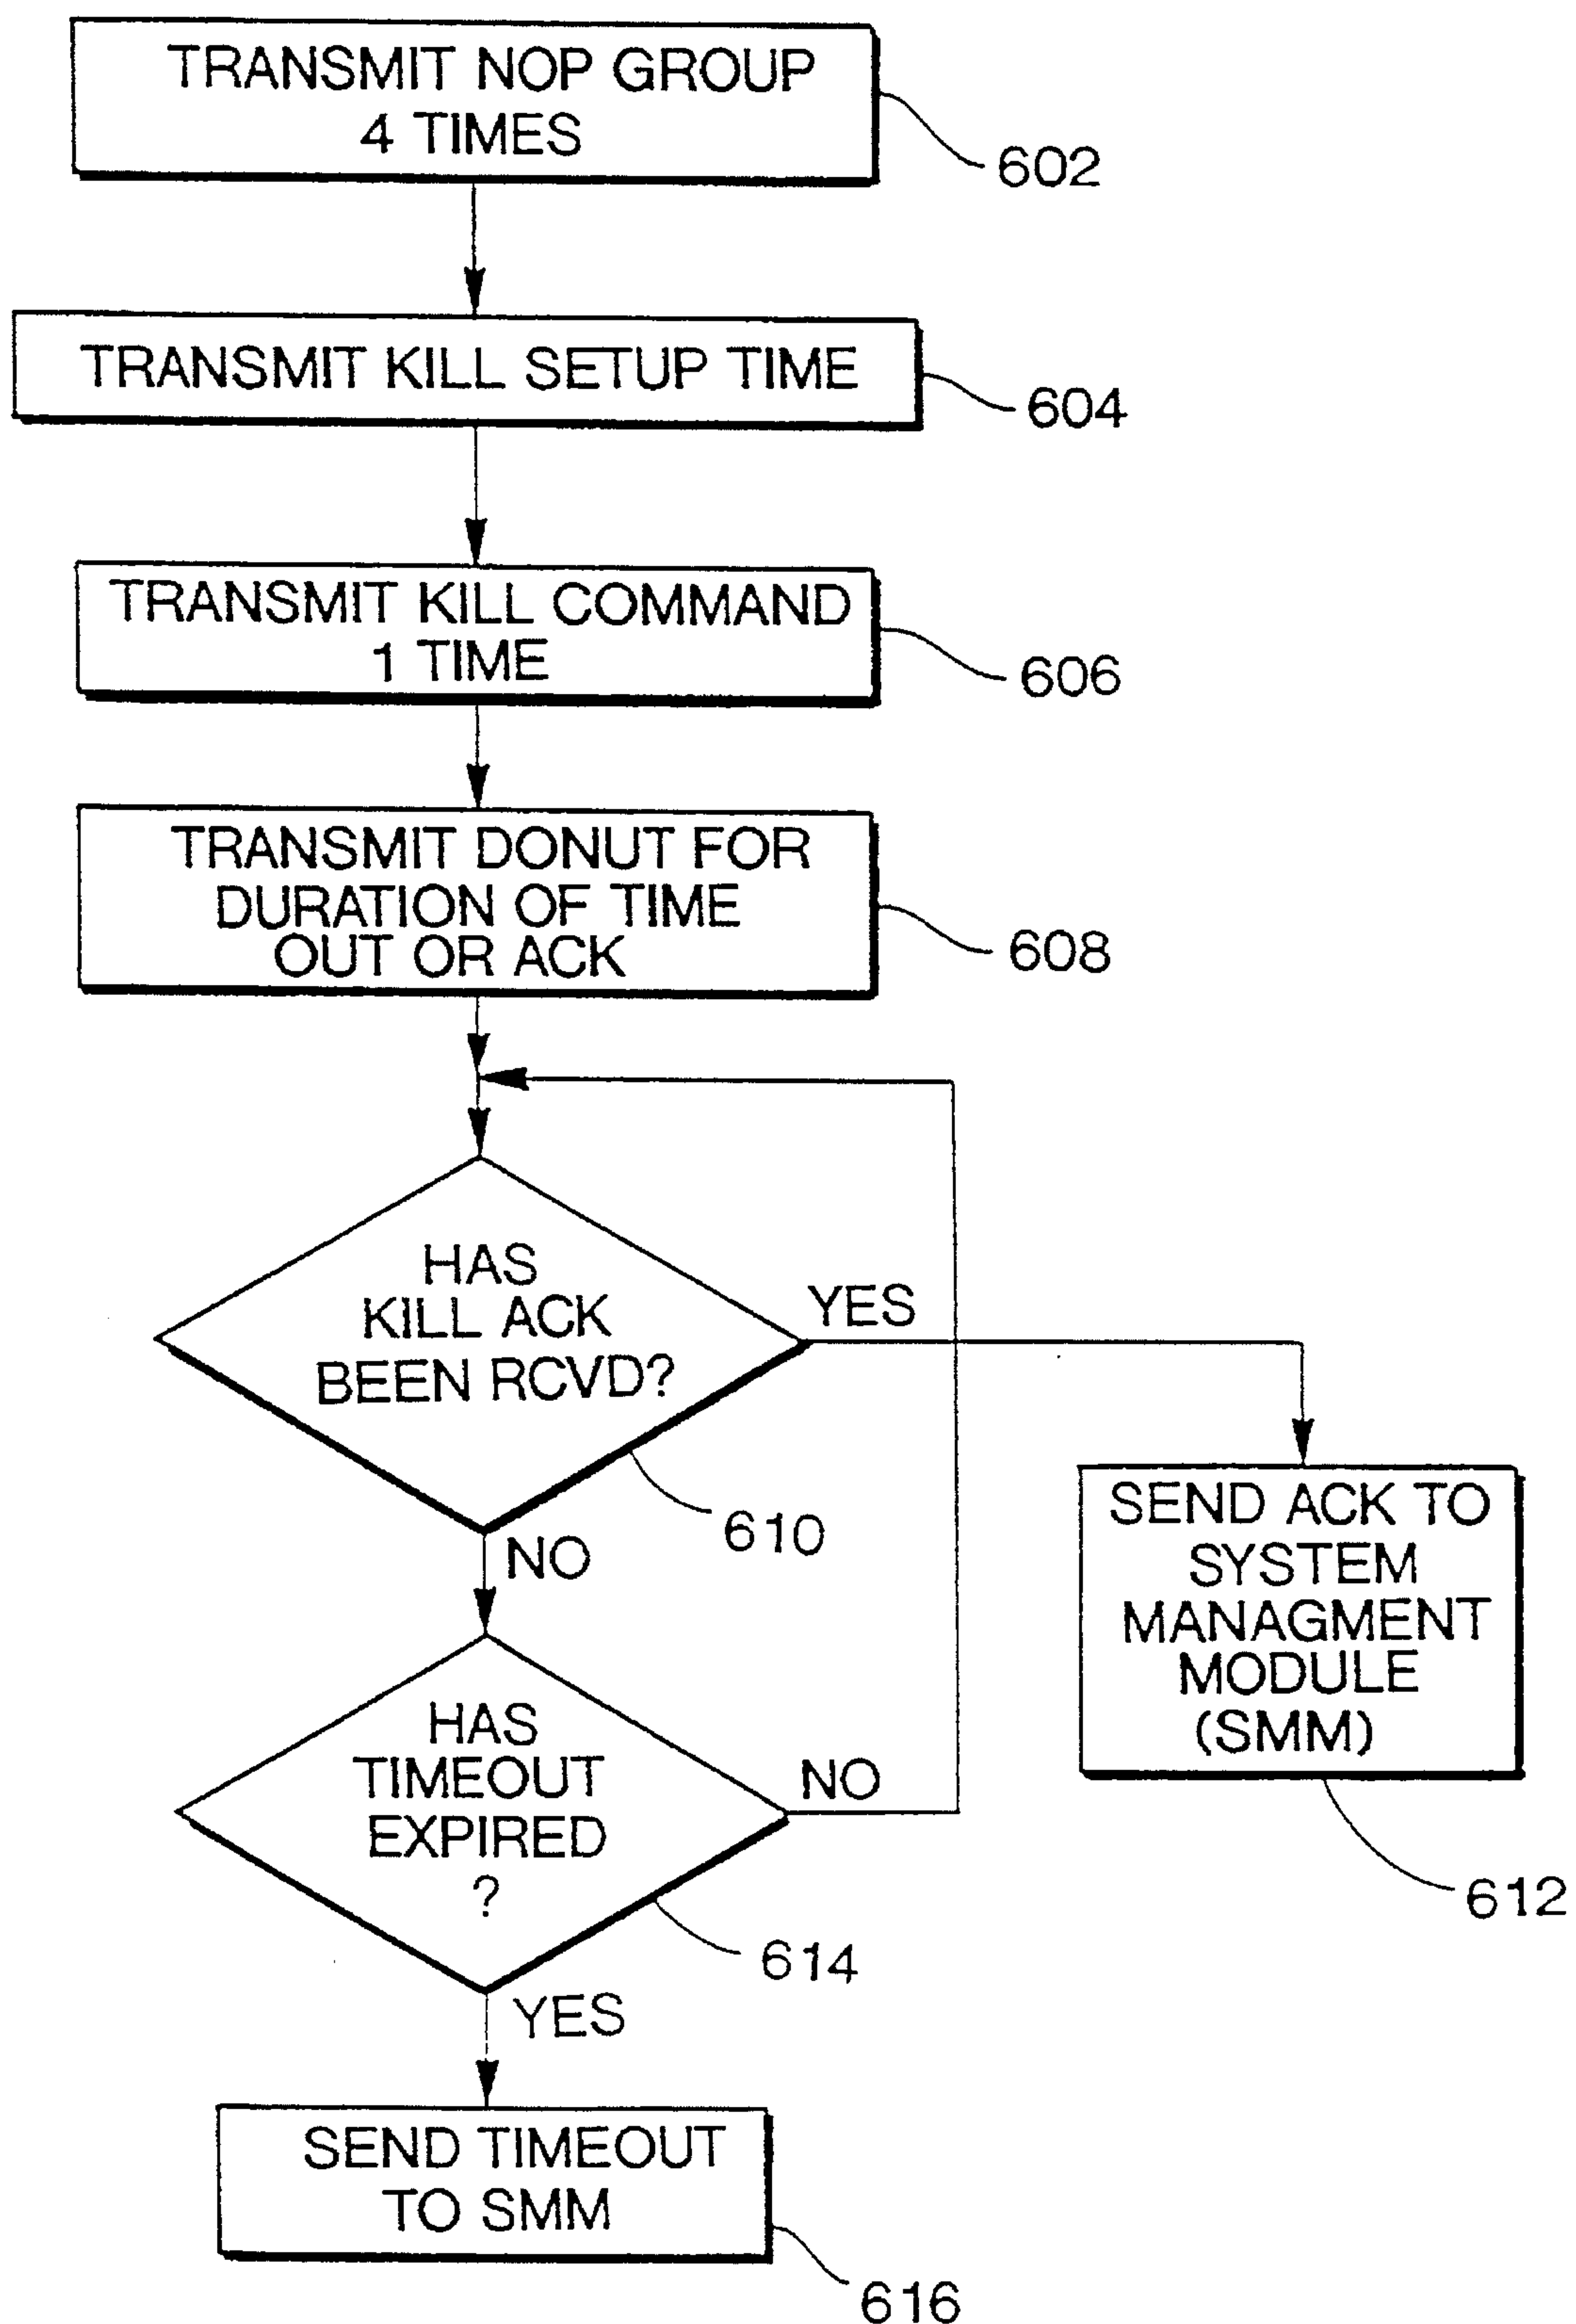 TRANSMIT NOP GROUP
4 TIMES
602
TRANSMIT KILL SETUP TIME
604
TRANSMIT KILL COMMAND
1 TIME
606
TRANSMIT DONUT FOR
DURATION OF TIME
OUT OR ACK
608
HAS
KILL ACK
BEEN RCVD?
YES
610
NO
SEND ACK TO
SYSTEM
MANAGMENT
MODULE
(SMM)
612
HAS
TIMEOUT
EXPIRED
?
NO
614
YES
SEND TIMEOUT
TO SMM
616